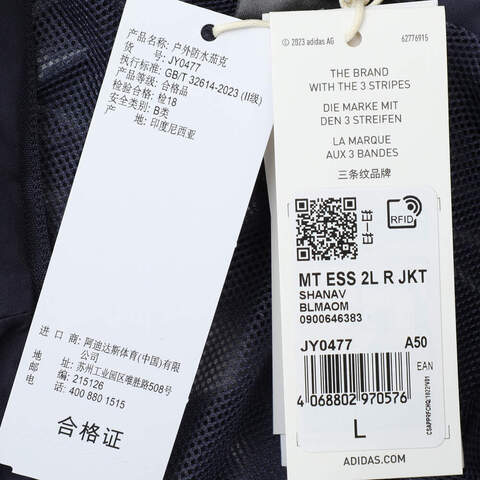 产品名称: 户外防水茄克
货 号: JY0477
执行标准: GB/T 32614-2023 (II级)
产品等级: 合格品
检验合格: 检18
安全类别: B类
产 地: 印度尼西亚
进 口 商: 阿迪达斯体育(中国)有限公司
地 址: 苏州工业园区唯胜路508号
邮 编: 215126
电 话: 400 880 1515
合格证
© 2023 adidas AG
62776915
THE BRAND
WITH THE 3 STRIPES
DIE MARKE MIT
DEN 3 STREIFEN
LA MARQUE
AUX 3 BANDES
三条纹品牌
RFID
MT ESS 2L R JKT
SHANAV
BLMAOM
0900646383
JY0477 A50
EAN
4 068802 970576
L
ADIDAS.COM